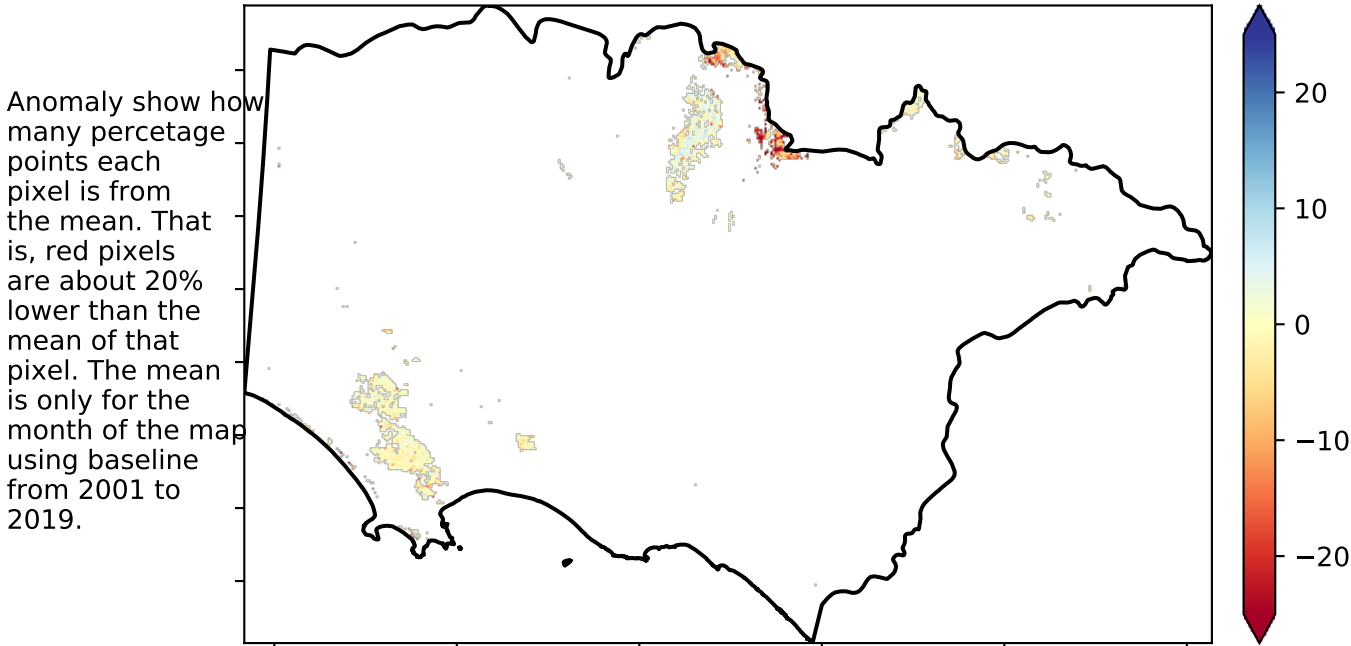 Anomaly show how
many percetage
points each
pixel is from
the mean. That
is, red pixels
are about 20%
lower than the
mean of that
pixel. The mean
is only for the
month of the map
using baseline
from 2001 to
2019.
20
10
0
−10
−20